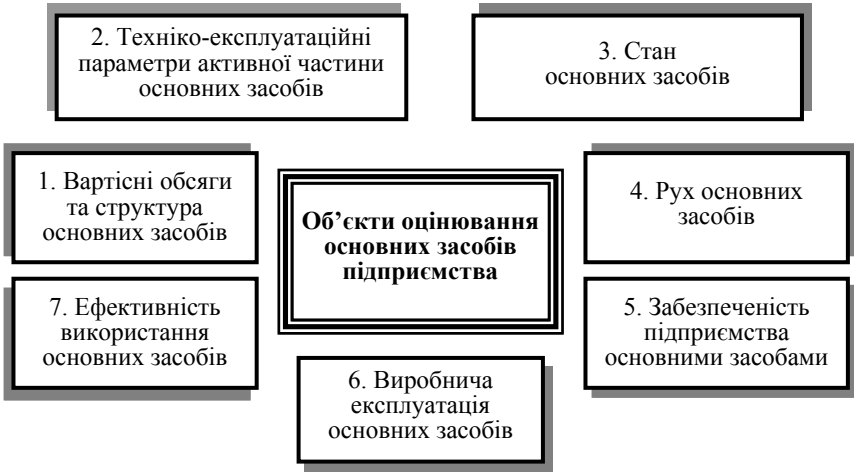 2. Техніко-експлуатаційні
параметри активної частини
основних засобів
3. Стан
основних засобів
1. Вартісні обсяги
та структура
основних засобів
Об’єкти оцінювання
основних засобів
підприємства
4. Рух основних
засобів
7. Ефективність
використання
основних засобів
5. Забезпеченість
підприємства
основними засобами
6. Виробнича
експлуатація
основних засобів